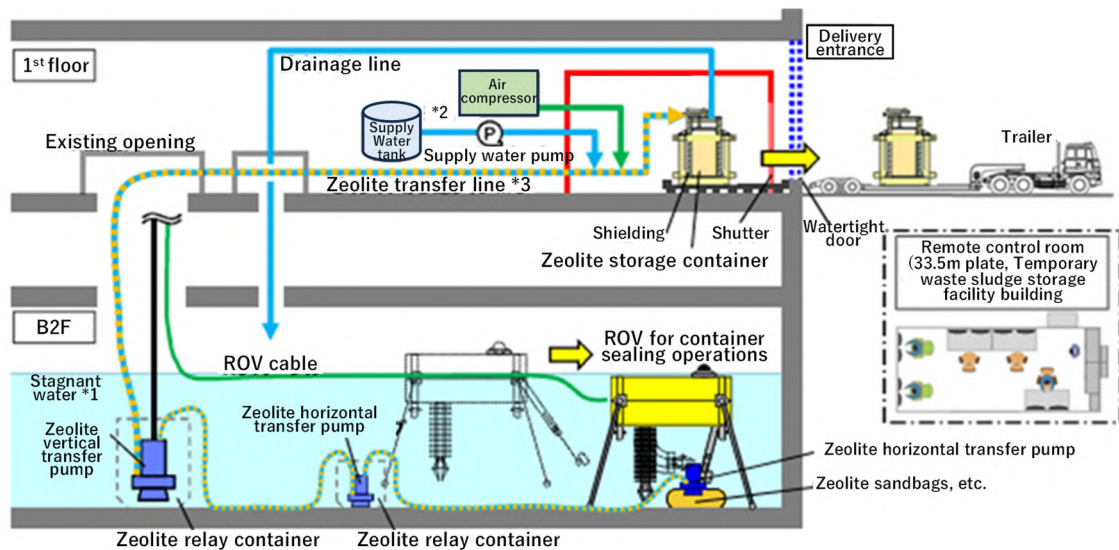 1st floor
Drainage line
Air
compressor
Delivery
entrance
Supply
Water
tank
*2
P
Supply water pump
Existing opening
Zeolite transfer line *3
Trailer
Shielding
Shutter
Watertight
door
Zeolite storage container
Remote control room
(33.5m plate, Temporary
waste sludge storage
facility building
B2F
ROV cable
ROV for container
sealing operations
Stagnant
water *1
Zeolite
vertical
transfer
pump
Zeolite horizontal
transfer pump
Zeolite horizontal transfer pump
Zeolite sandbags, etc.
Zeolite relay container
Zeolite relay container